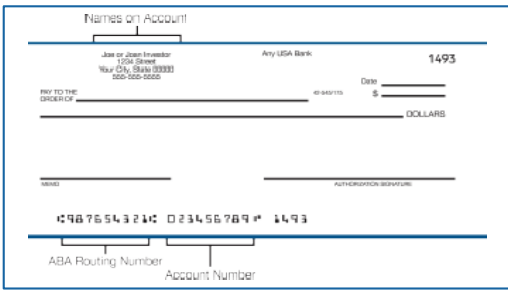 Names on Account
Joe or Joan Investor
1234 Street
Your City, State 00000
555-555-5555
Any USA Bank
1493
Date
PAY TO THE
ORDER OF
$
DOLLARS
MEMO
AUTHORIZATION SIGNATURE
⑆987654321⑆ 023456789⑈ 1493
ABA Routing Number
Account Number